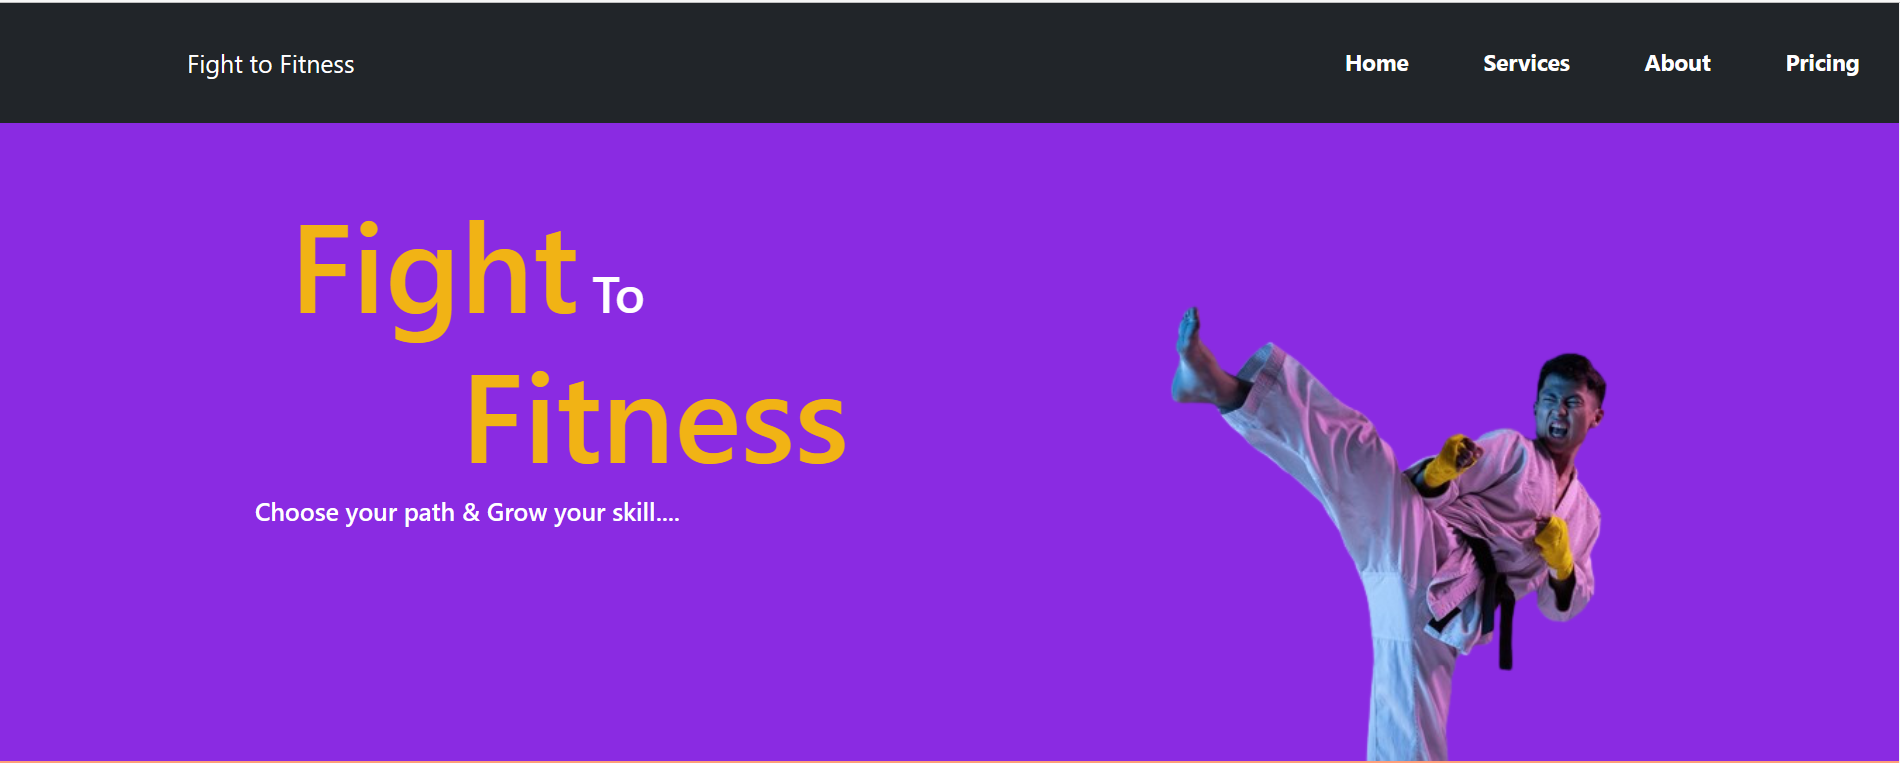 Fight to Fitness
Home Services About Pricing
Fight To
Fitness
Choose your path & Grow your skill....